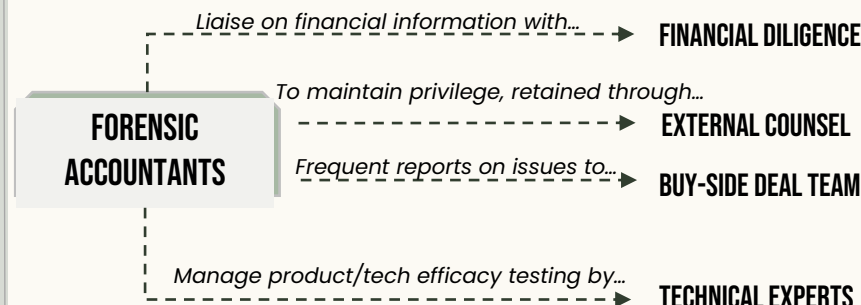 Liaise on financial information with…
FINANCIAL DILIGENCE
To maintain privilege, retained through…
FORENSIC
ACCOUNTANTS
EXTERNAL COUNSEL
Frequent reports on issues to…
BUY-SIDE DEAL TEAM
Manage product/tech efficacy testing by…
TECHNICAL EXPERTS